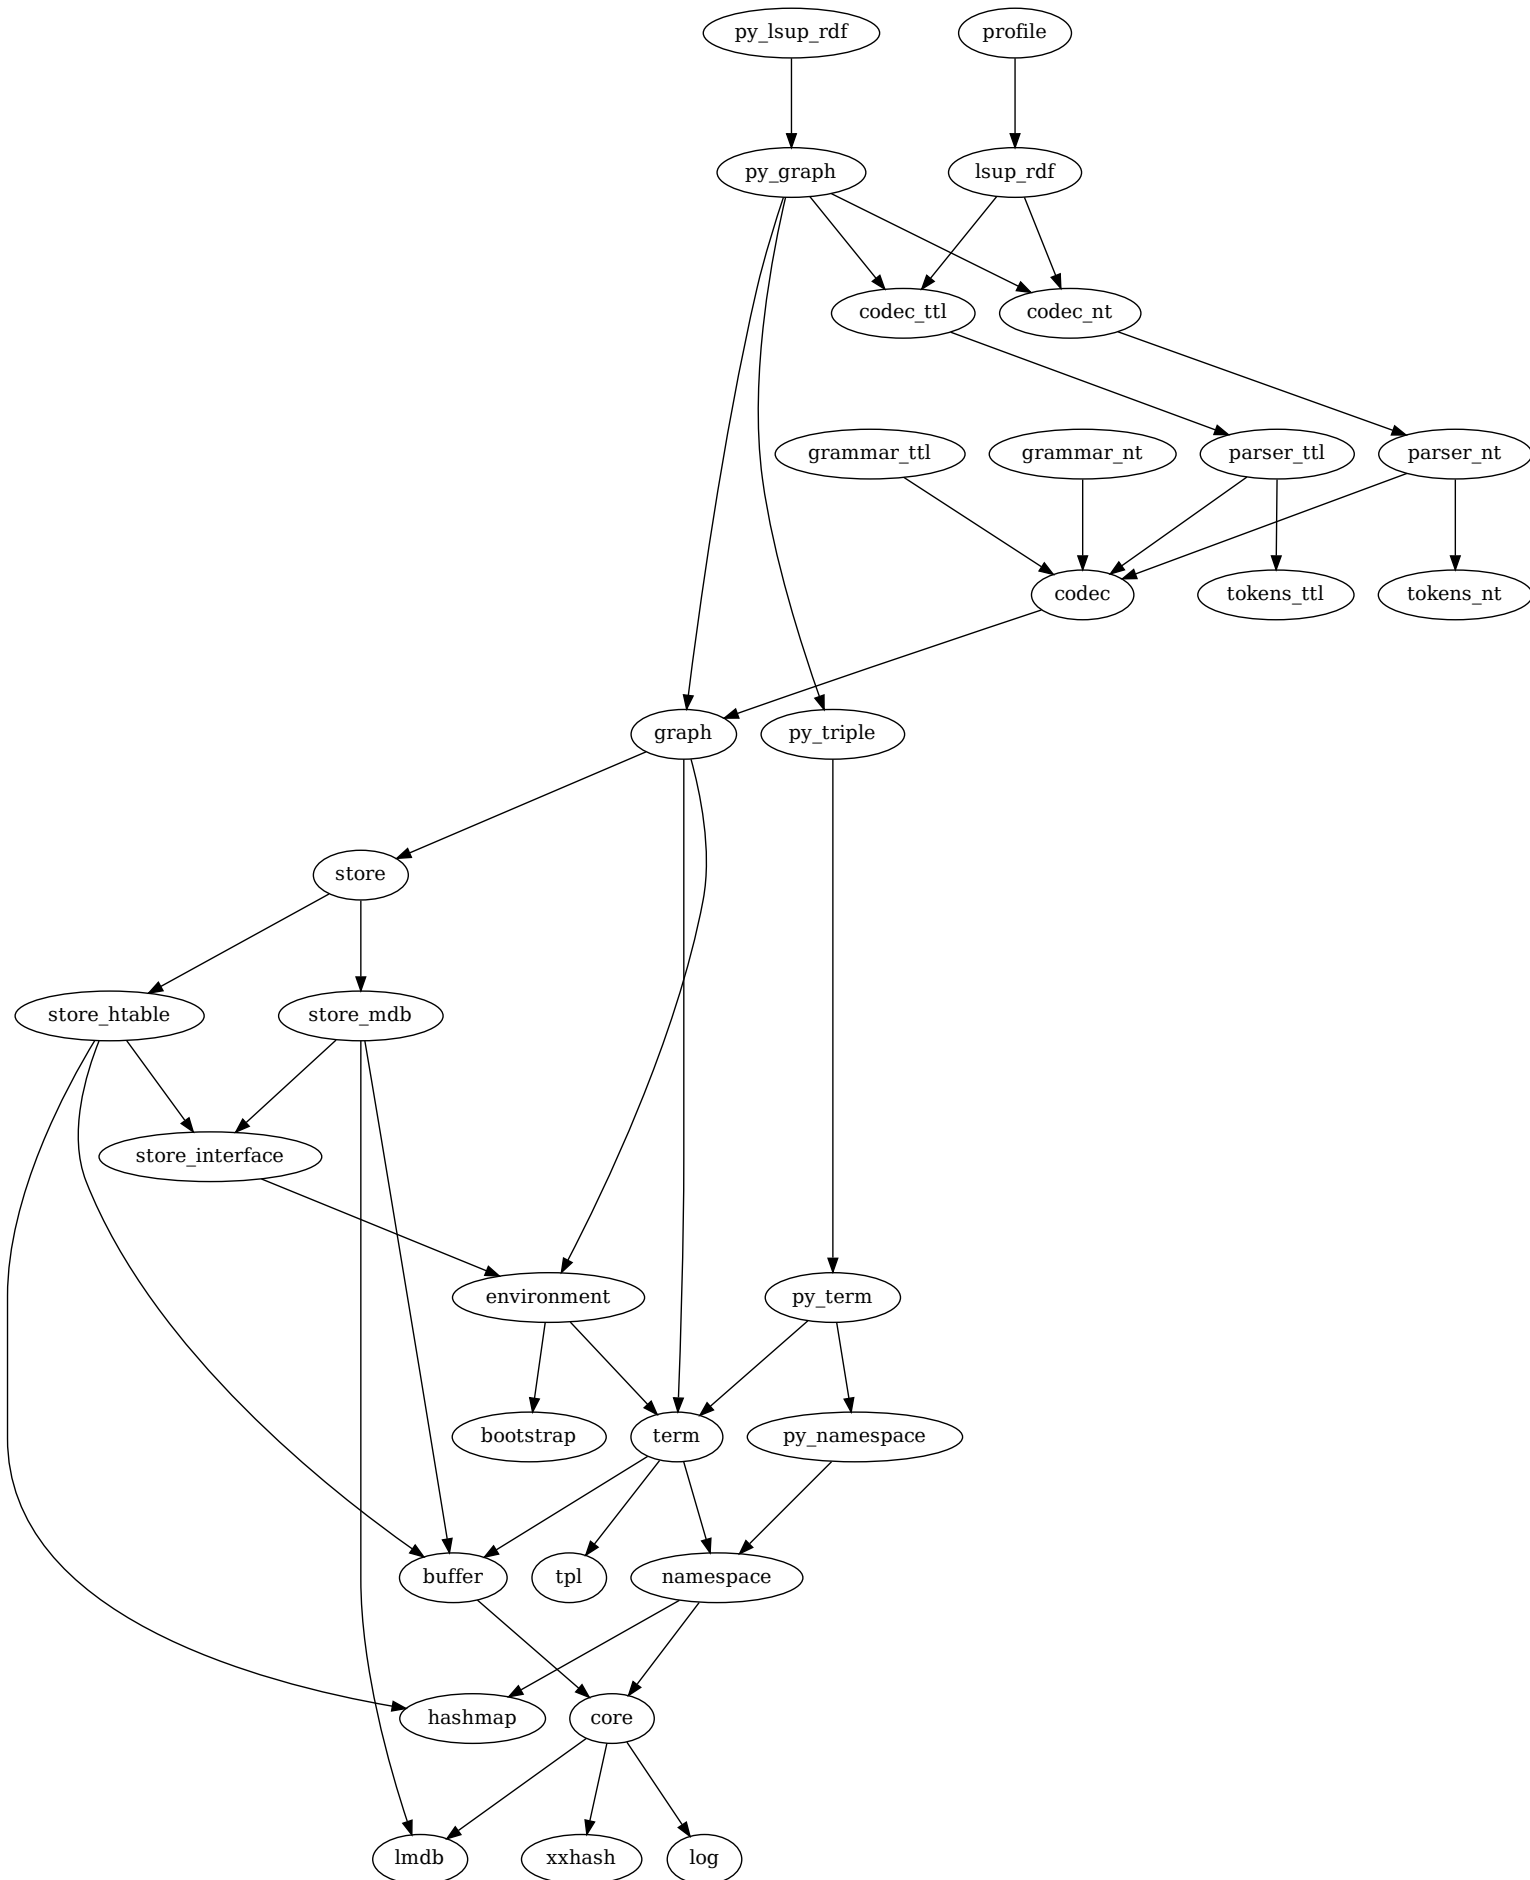 py_lsup_rdf
profile
py_graph
lsup_rdf
codec_ttl
codec_nt
grammar_ttl
grammar_nt
parser_ttl
parser_nt
codec
tokens_ttl
tokens_nt
graph
py_triple
store
store_htable
store_mdb
store_interface
environment
py_term
bootstrap
term
py_namespace
buffer
tpl
namespace
hashmap
core
lmdb
xxhash
log